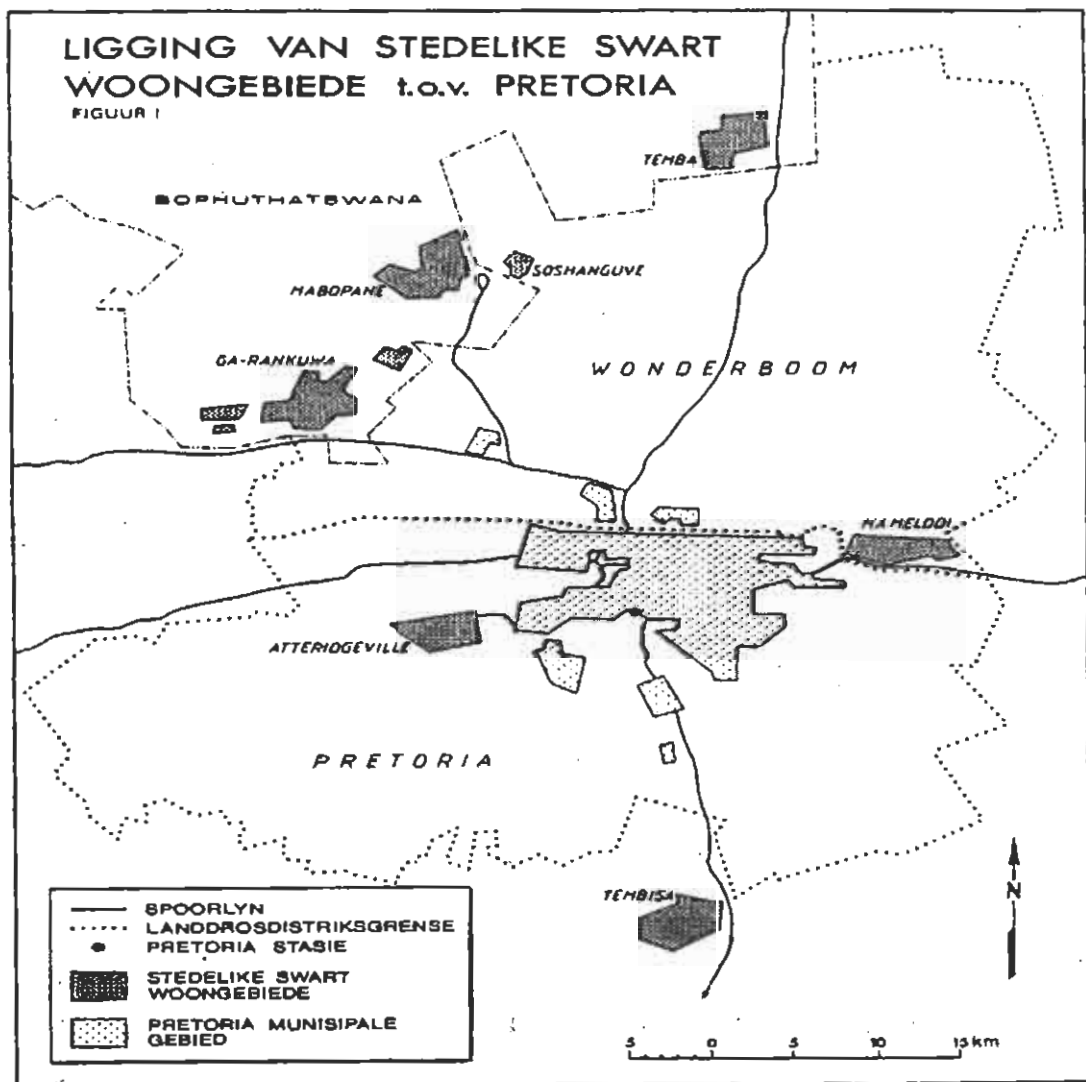 LIGGING VAN STEDELIKE SWART
WOONGEBIEDE t.o.v. PRETORIA
FIGUUR 1
TEMBA
BOPHUTHATSWANA
SOSHANGUVE
MABOPANE
GA-RANKUWA
WONDERBOOM
MAMELODI
ATTERIDGEVILLE
PRETORIA
TEMBISA
N
SPOORLYN
LANDDROSDISTRIKSGRENSE
PRETORIA STASIE
STEDELIKE SWART
WOONGEBIEDE
PRETORIA MUNISIPALE
GEBIED
5 0 5 10 15 km